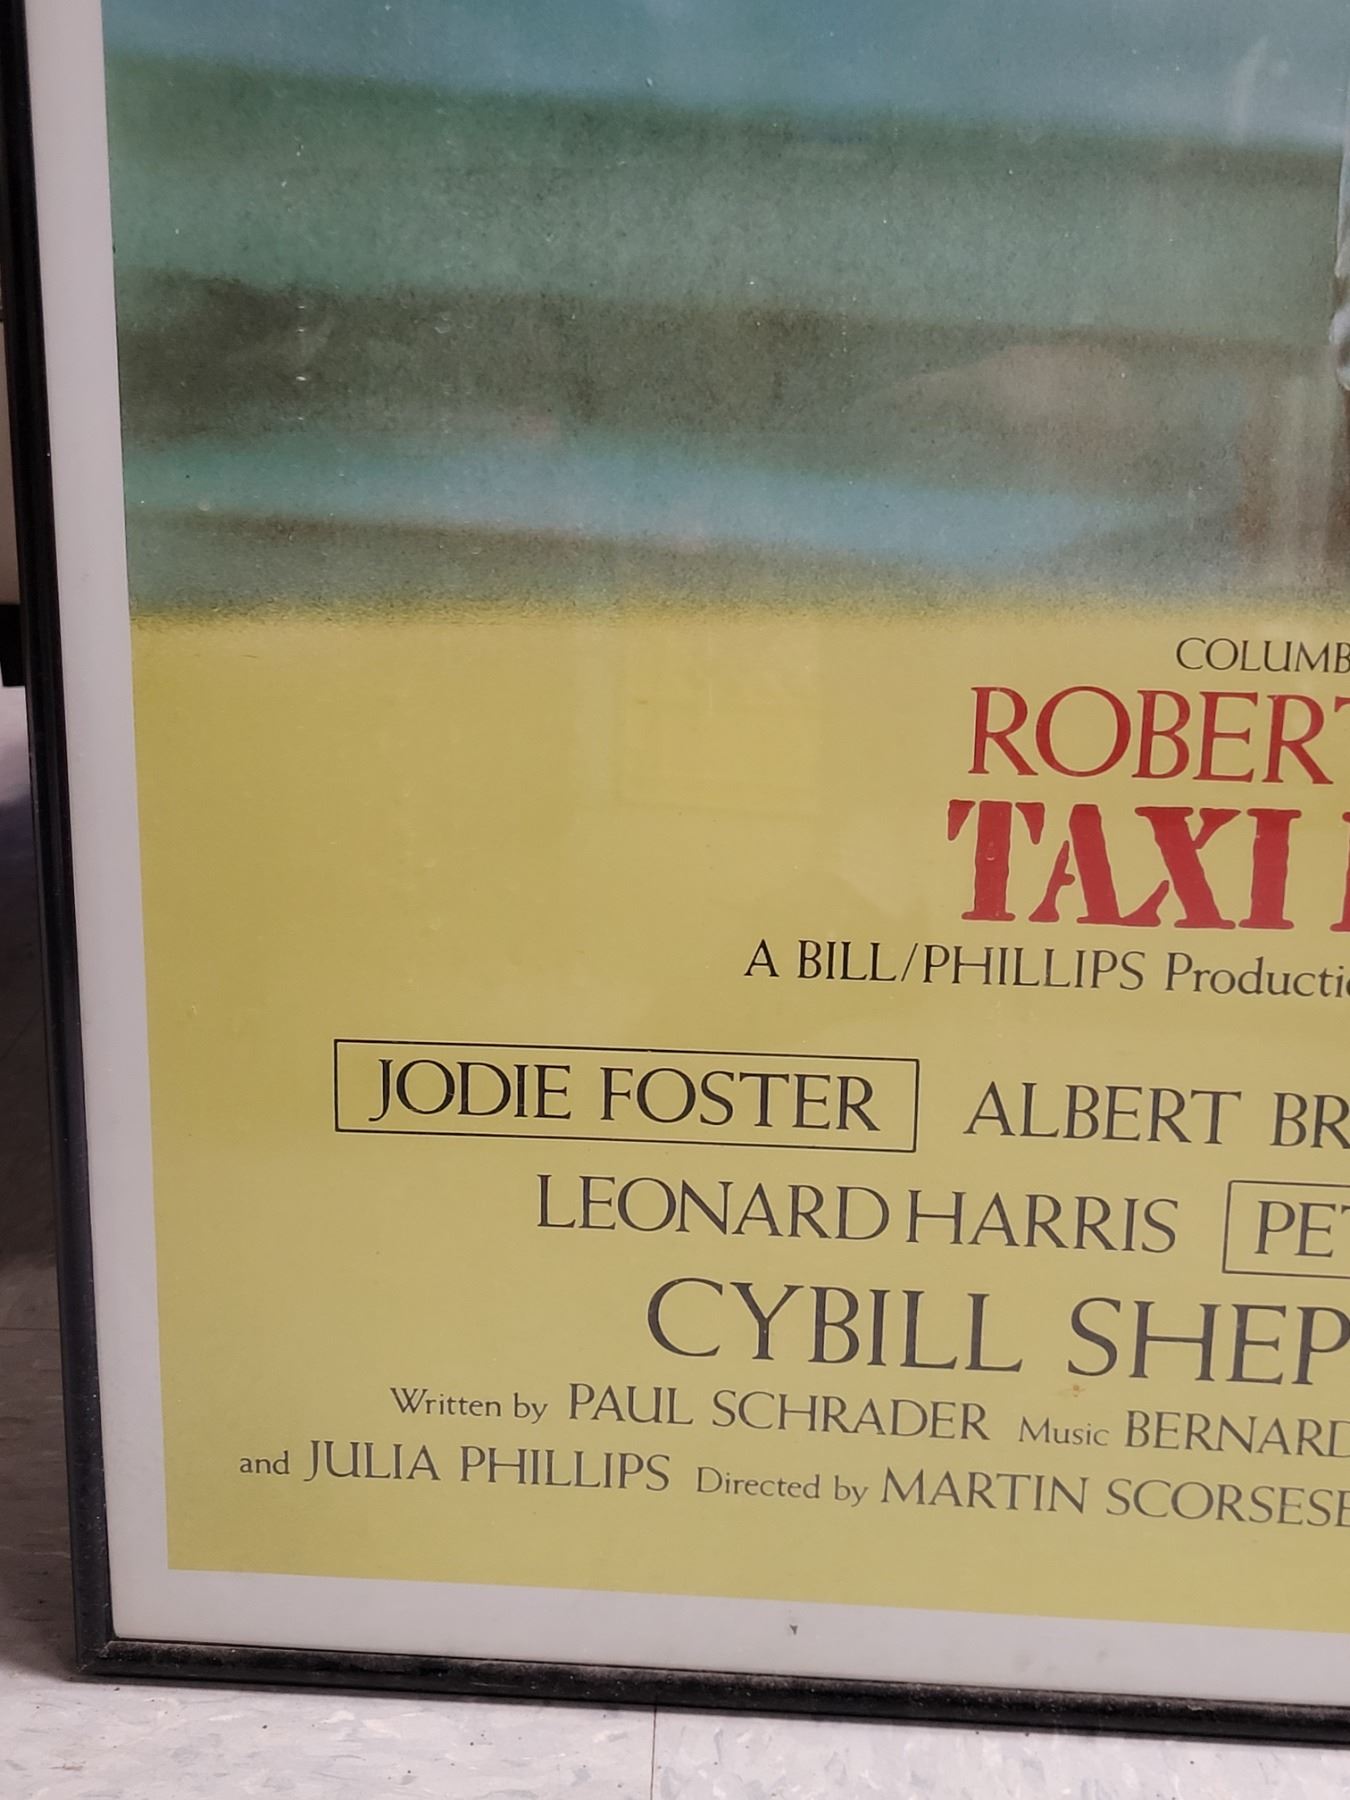 COLUMB
ROBERT
TAXI
A BILL/PHILLIPS Producti
JODIE FOSTER ALBERT BR
LEONARD HARRIS PET
CYBILL SHEP
Written by PAUL SCHRADER Music BERNARD
and JULIA PHILLIPS Directed by MARTIN SCORSESE